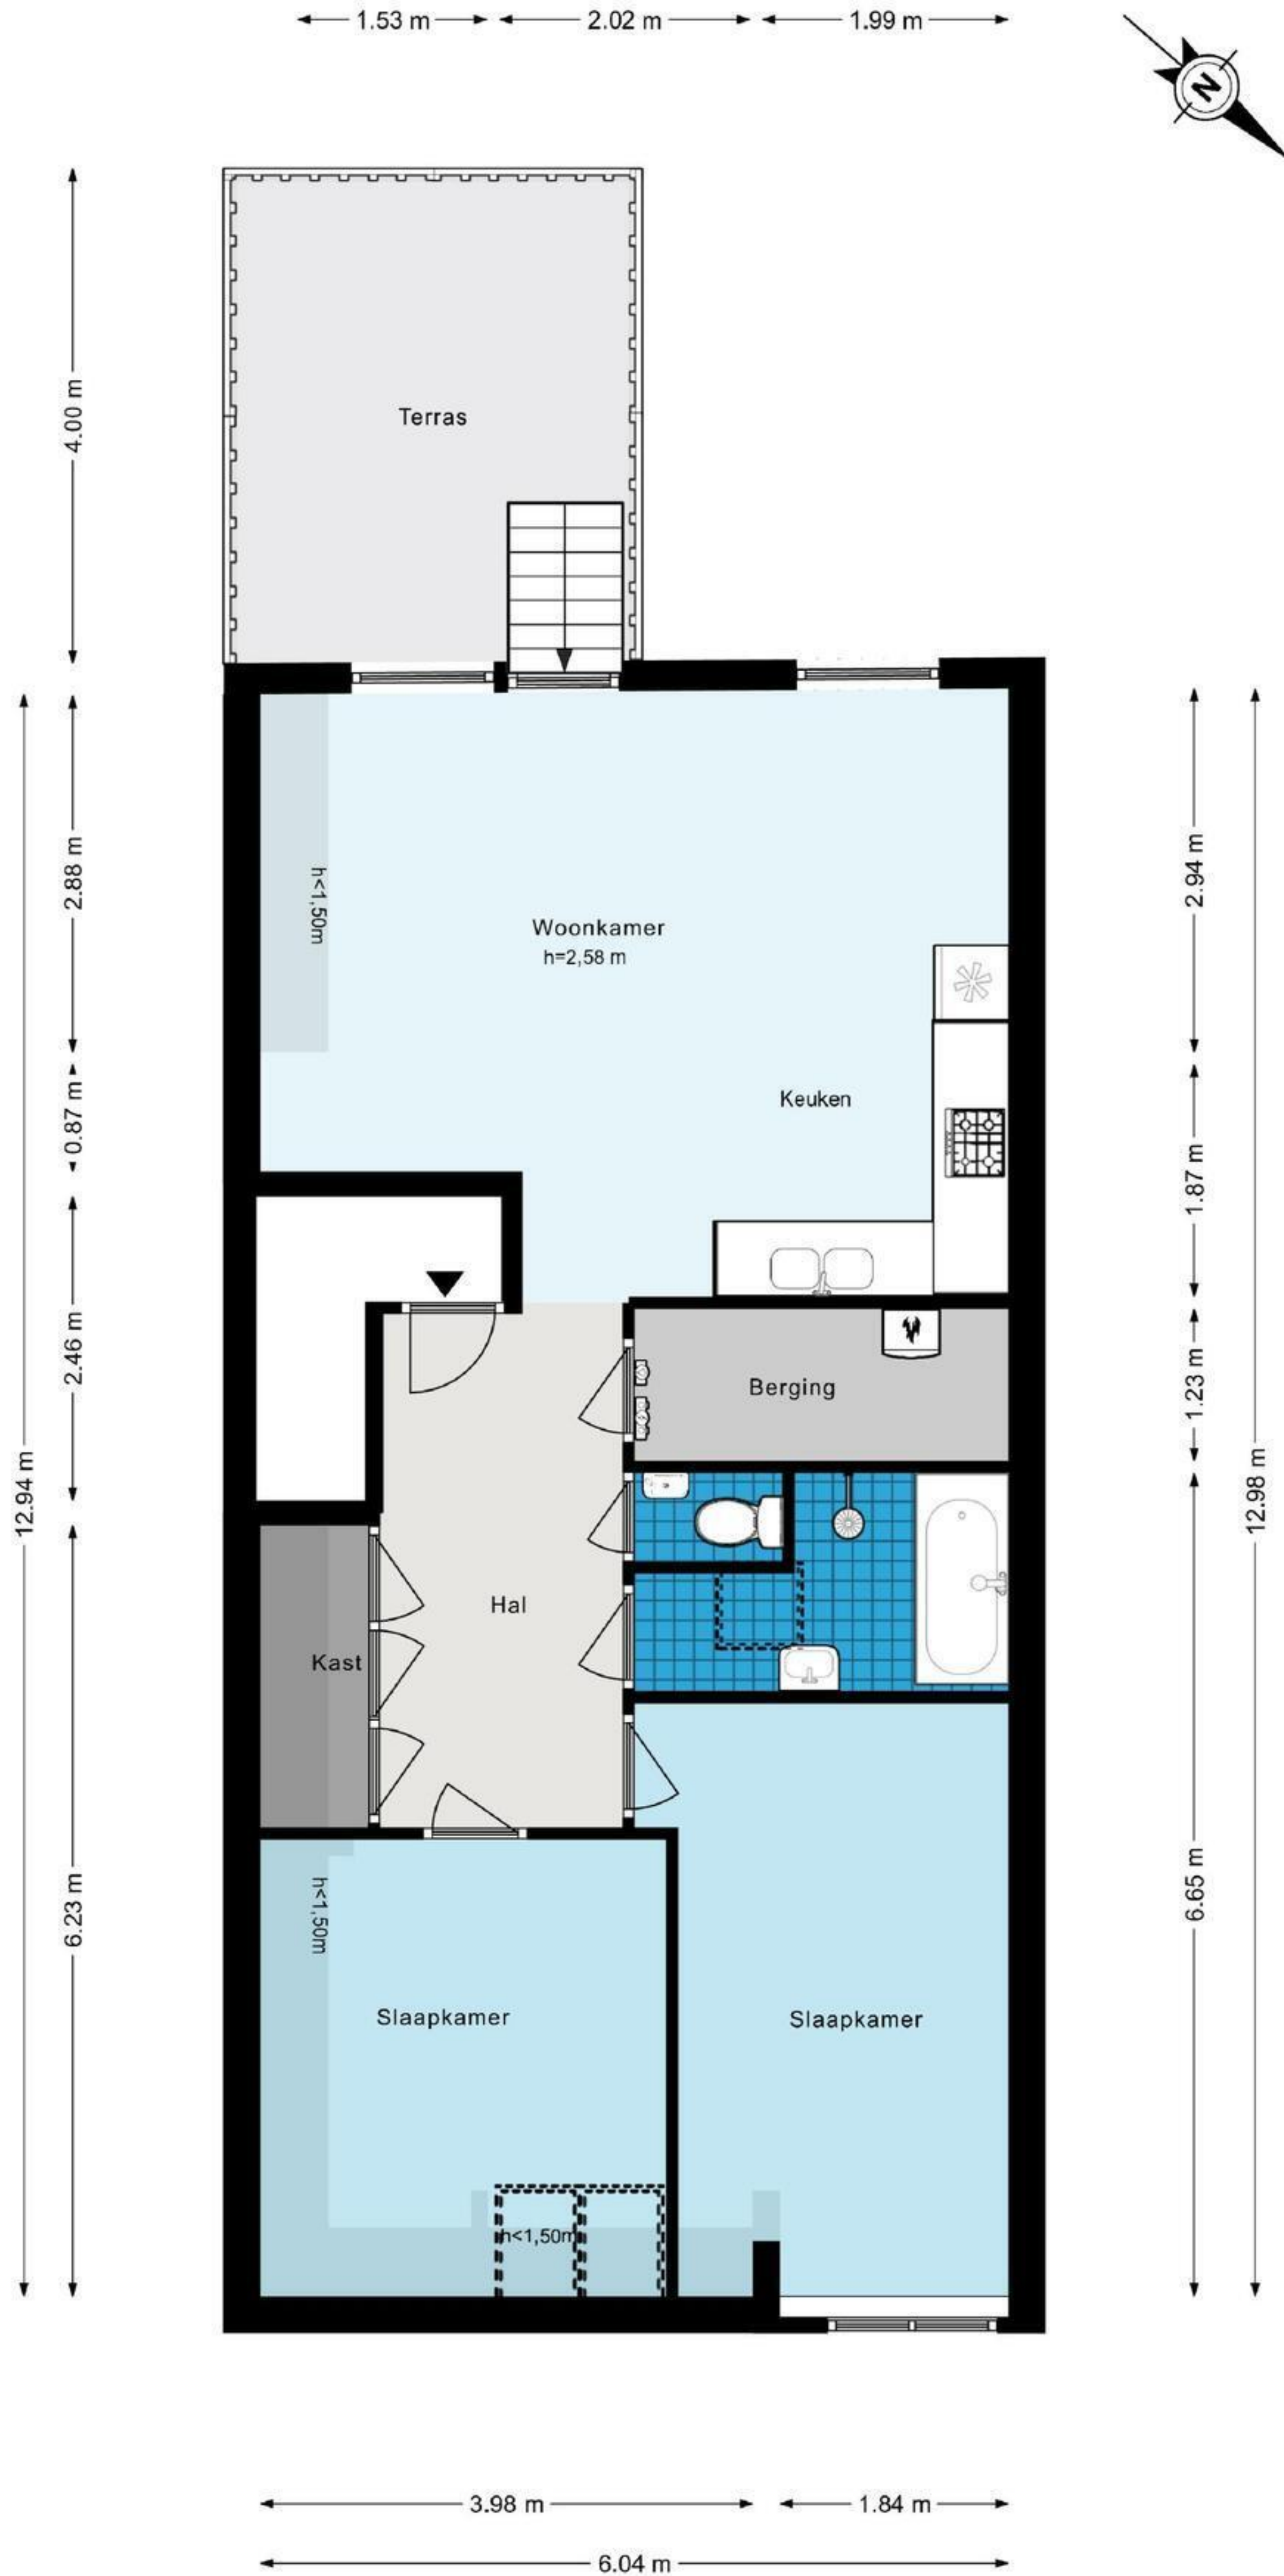 1.53 m
2.02 m
1.99 m
N
4.00 m
Terras
2.88 m
2.94 m
h<1,50m
Woonkamer
h=2,58 m
0.87 m
Keuken
1.87 m
2.46 m
1.23 m
Berging
12.94 m
12.98 m
Hal
Kast
6.23 m
6.65 m
h<1,50m
Slaapkamer
Slaapkamer
h<1,50m
3.98 m
1.84 m
6.04 m